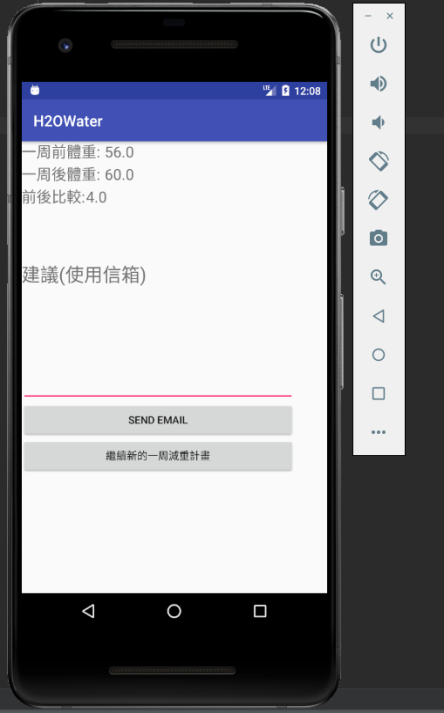 12:08
H2OWater
一周前體重: 56.0
一周後體重: 60.0
前後比較:4.0
建議(使用信箱)
SEND EMAIL
繼續新的一周減重計畫